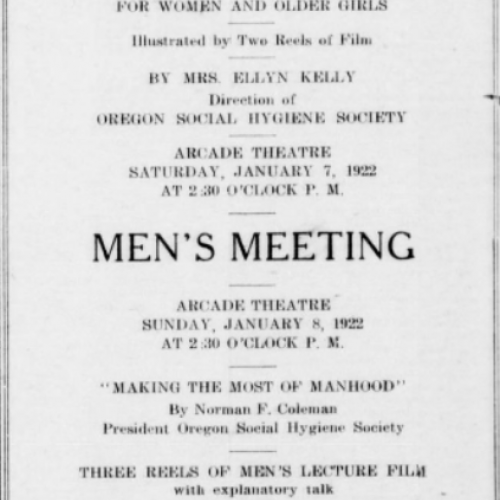 FOR WOMEN AND OLDER GIRLS
Illustrated by Two Reels of Film
BY MRS. ELLYN KELLY
Direction of
OREGON SOCIAL HYGIENE SOCIETY
ARCADE THEATRE
SATURDAY, JANUARY 7, 1922
AT 2:30 O'CLOCK P. M.
MEN'S MEETING
ARCADE THEATRE
SUNDAY, JANUARY 8, 1922
AT 2:30 O'CLOCK P. M.
"MAKING THE MOST OF MANHOOD"
By Norman F. Coleman
President Oregon Social Hygiene Society
THREE REELS OF MEN'S LECTURE FILM
with explanatory talk